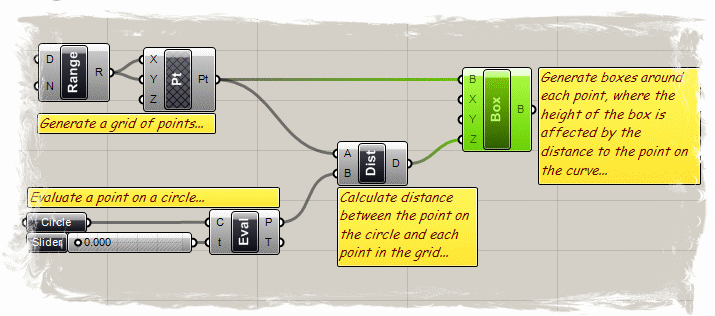 D
N
Range
R
X
Y
Z
Pt
Pt
Generate a grid of points...
B
X
Y
Z
Box
B
Generate boxes around
each point, where the
height of the box is
affected by the
distance to the point on
the curve...
A
B
Dist
D
Evaluate a point on a circle...
Circle
Slider
0.000
C
t
Eval
P
T
Calculate distance
between the point on
the circle and each
point in the grid...